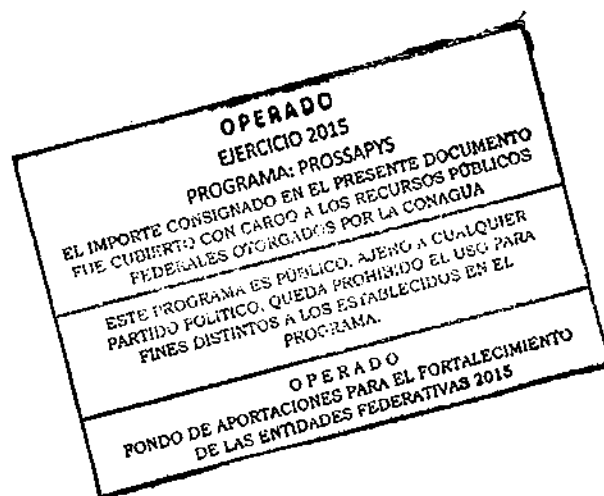 OPERADO
EJERCICIO 2015
PROGRAMA: PROSSAPYS
EL IMPORTE CONSIGNADO EN EL PRESENTE DOCUMENTO
FUE CUBIERTO CON CARGO A LOS RECURSOS PÚBLICOS
FEDERALES OTORGADOS POR LA CONAGUA
ESTE PROGRAMA ES PÚBLICO, AJENO A CUALQUIER
PARTIDO POLÍTICO, QUEDA PROHIBIDO EL USO PARA
FINES DISTINTOS A LOS ESTABLECIDOS EN EL
PROGRAMA.
OPERADO
FONDO DE APORTACIONES PARA EL FORTALECIMIENTO
DE LAS ENTIDADES FEDERATIVAS 2015